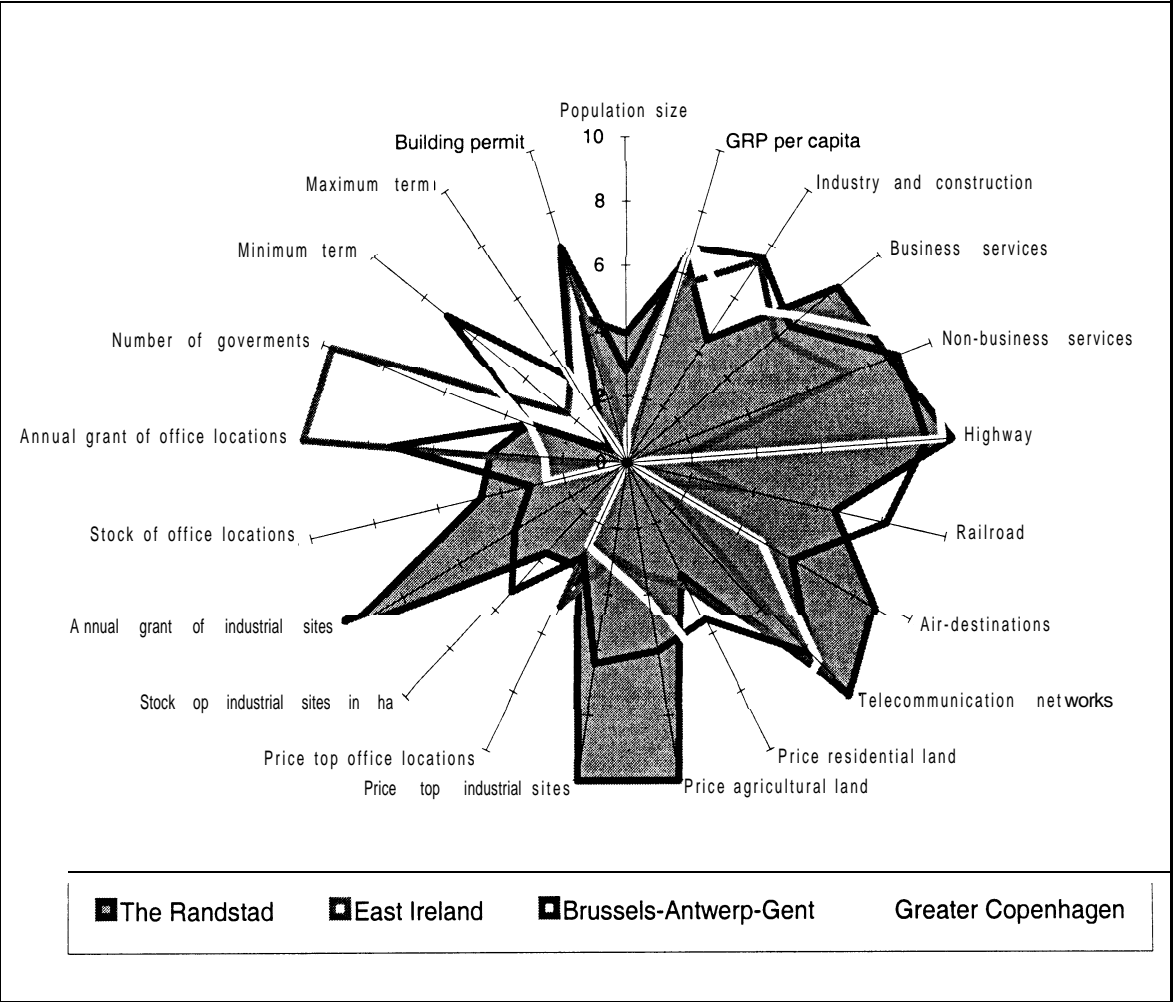 Population size
10
Building permit
GRP per capita
Maximum term
Industry and construction
8
Minimum term
Business services
6
Number of goverments
Non-business services
Annual grant of office locations
Highway
0
Stock of office locations
Railroad
Annual grant of industrial sites
Air-destinations
Stock op industrial sites in ha
Telecommunication networks
Price top office locations
Price residential land
Price top industrial sites
Price agricultural land
The Randstad
East Ireland
Brussels-Antwerp-Gent
Greater Copenhagen